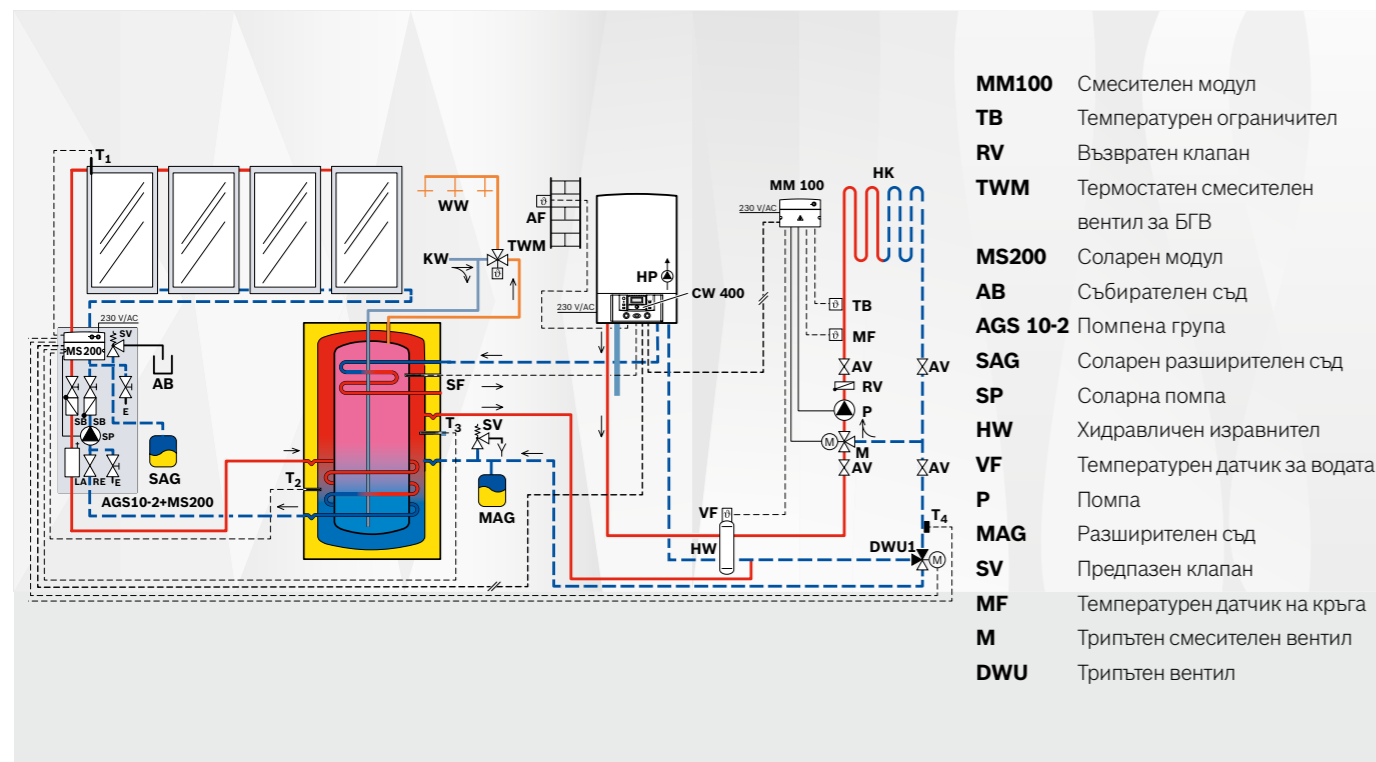 T1
230 V/AC
SV
MS200
AB
E
SB SB
SP
LA RE E
SAG
AGS10-2+MS200
WW
KW
TWM
AF
230 V/AC
HP
CW 400
SF
T3
SV
T2
MAG
MM 100
230 V/AC
HK
TB
MF
AV
AV
RV
P
M
M
AV
AV
VF
HW
T4
DWU1
M
MM100 Смесителен модул
TB Температурен ограничител
RV Възвратен клапан
TWM Термостатен смесителен
вентил за БГВ
MS200 Соларен модул
AB Събирателен съд
AGS 10-2 Помпена група
SAG Соларен разширителен съд
SP Соларна помпа
HW Хидравличен изравнител
VF Температурен датчик за водата
P Помпа
MAG Разширителен съд
SV Предпазен клапан
MF Температурен датчик на кръга
M Трипътен смесителен вентил
DWU Трипътен вентил